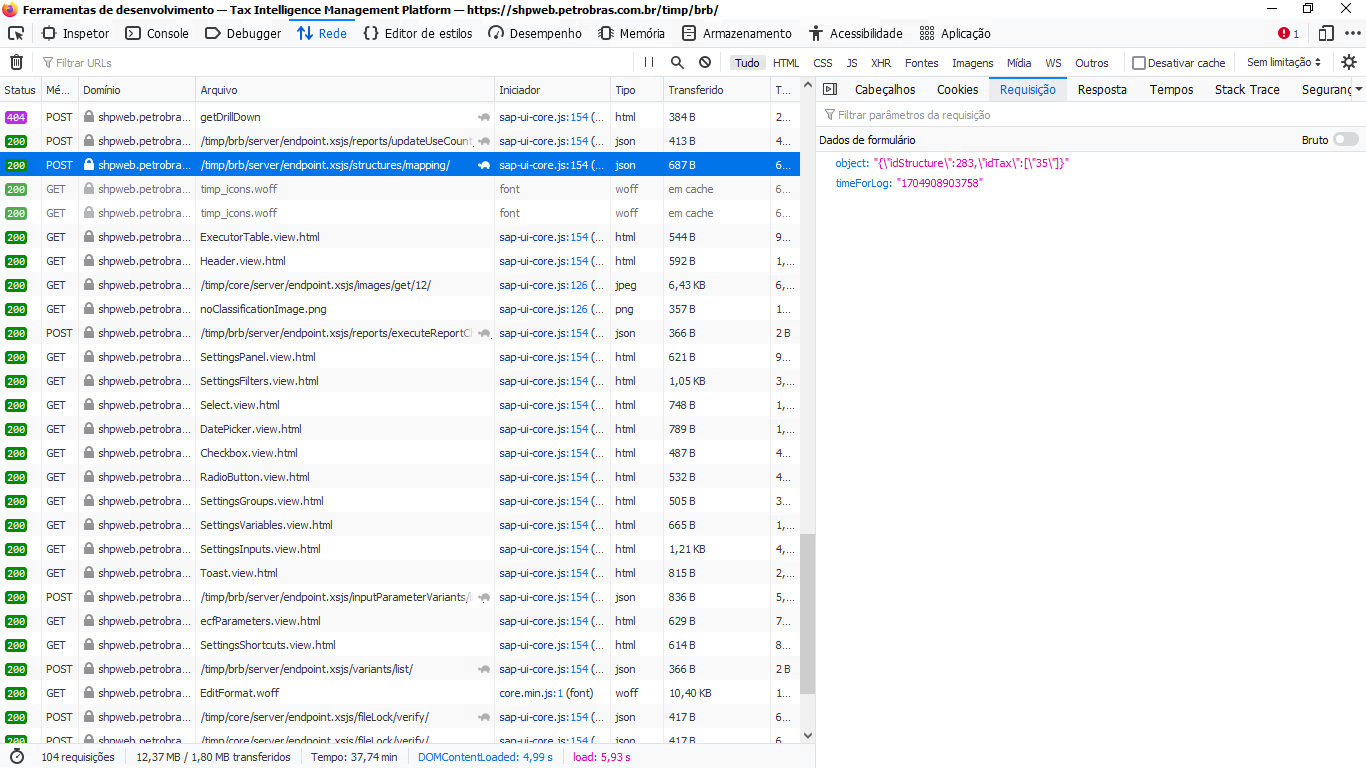 Ferramentas de desenvolvimento — Tax Intelligence Management Platform — https://shpweb.petrobras.com.br/timp/brb/
Inspetor Console Debugger Rede Editor de estilos Desempenho Memória Armazenamento Acessibilidade Aplicação 1
Filtrar URLs Tudo HTML CSS JS XHR Fontes Imagens Mídia WS Outros Desativar cache Sem limitação
Status Mé... Domínio Arquivo Iniciador Tipo Transferido T...
404 POST shpweb.petrobra... getDrillDown sap-ui-core.js:154 (... html 384 B 2...
200 POST shpweb.petrobra... /timp/brb/server/endpoint.xsjs/reports/updateUseCount sap-ui-core.js:154 (... json 413 B 4...
200 POST shpweb.petrobra... /timp/brb/server/endpoint.xsjs/structures/mapping/ sap-ui-core.js:154 (... json 687 B 6...
200 GET shpweb.petrobra... timp_icons.woff font woff em cache 6...
200 GET shpweb.petrobra... timp_icons.woff font woff em cache 6...
200 GET shpweb.petrobra... ExecutorTable.view.html sap-ui-core.js:154 (... html 544 B 9...
200 GET shpweb.petrobra... Header.view.html sap-ui-core.js:154 (... html 592 B 1,...
200 GET shpweb.petrobra... /timp/core/server/endpoint.xsjs/images/get/12/ sap-ui-core.js:126 (... jpeg 6,43 KB 6,...
200 GET shpweb.petrobra... noClassificationImage.png sap-ui-core.js:126 (... png 357 B 1...
200 POST shpweb.petrobra... /timp/brb/server/endpoint.xsjs/reports/executeReportC sap-ui-core.js:154 (... json 366 B 2 B
200 GET shpweb.petrobra... SettingsPanel.view.html sap-ui-core.js:154 (... html 621 B 9...
200 GET shpweb.petrobra... SettingsFilters.view.html sap-ui-core.js:154 (... html 1,05 KB 3,...
200 GET shpweb.petrobra... Select.view.html sap-ui-core.js:154 (... html 748 B 1,...
200 GET shpweb.petrobra... DatePicker.view.html sap-ui-core.js:154 (... html 789 B 1,...
200 GET shpweb.petrobra... Checkbox.view.html sap-ui-core.js:154 (... html 487 B 4...
200 GET shpweb.petrobra... RadioButton.view.html sap-ui-core.js:154 (... html 532 B 4...
200 GET shpweb.petrobra... SettingsGroups.view.html sap-ui-core.js:154 (... html 505 B 3...
200 GET shpweb.petrobra... SettingsVariables.view.html sap-ui-core.js:154 (... html 665 B 1,...
200 GET shpweb.petrobra... SettingsInputs.view.html sap-ui-core.js:154 (... html 1,21 KB 4,...
200 GET shpweb.petrobra... Toast.view.html sap-ui-core.js:154 (... html 815 B 2,...
200 POST shpweb.petrobra... /timp/brb/server/endpoint.xsjs/inputParameterVariants/ sap-ui-core.js:154 (... json 836 B 5,...
200 GET shpweb.petrobra... ecfParameters.view.html sap-ui-core.js:154 (... html 629 B 7...
200 GET shpweb.petrobra... SettingsShortcuts.view.html sap-ui-core.js:154 (... html 614 B 8...
200 POST shpweb.petrobra... /timp/brb/server/endpoint.xsjs/variants/list/ sap-ui-core.js:154 (... json 366 B 2 B
200 GET shpweb.petrobra... EditFormat.woff core.min.js:1 (font) woff 10,40 KB 1...
200 POST shpweb.petrobra... /timp/core/server/endpoint.xsjs/fileLock/verify/ sap-ui-core.js:154 (... json 417 B 6...
200 POST shpweb.petrobra... /timp/core/server/endpoint.xsjs/fileLock/verify/ sap-ui-core.js:154 (... json 417 B 6...
104 requisições 12,37 MB / 1,80 MB transferidos Tempo: 37,74 min DOMContentLoaded: 4,99 s load: 5,93 s
Cabeçalhos Cookies Requisição Resposta Tempos Stack Trace Seguranç
Filtrar parâmetros da requisição
Dados de formulário Bruto
object: "{\"idStructure\":283,\"idTax\":[\"35\"]}"
timeForLog: "1704908903758"